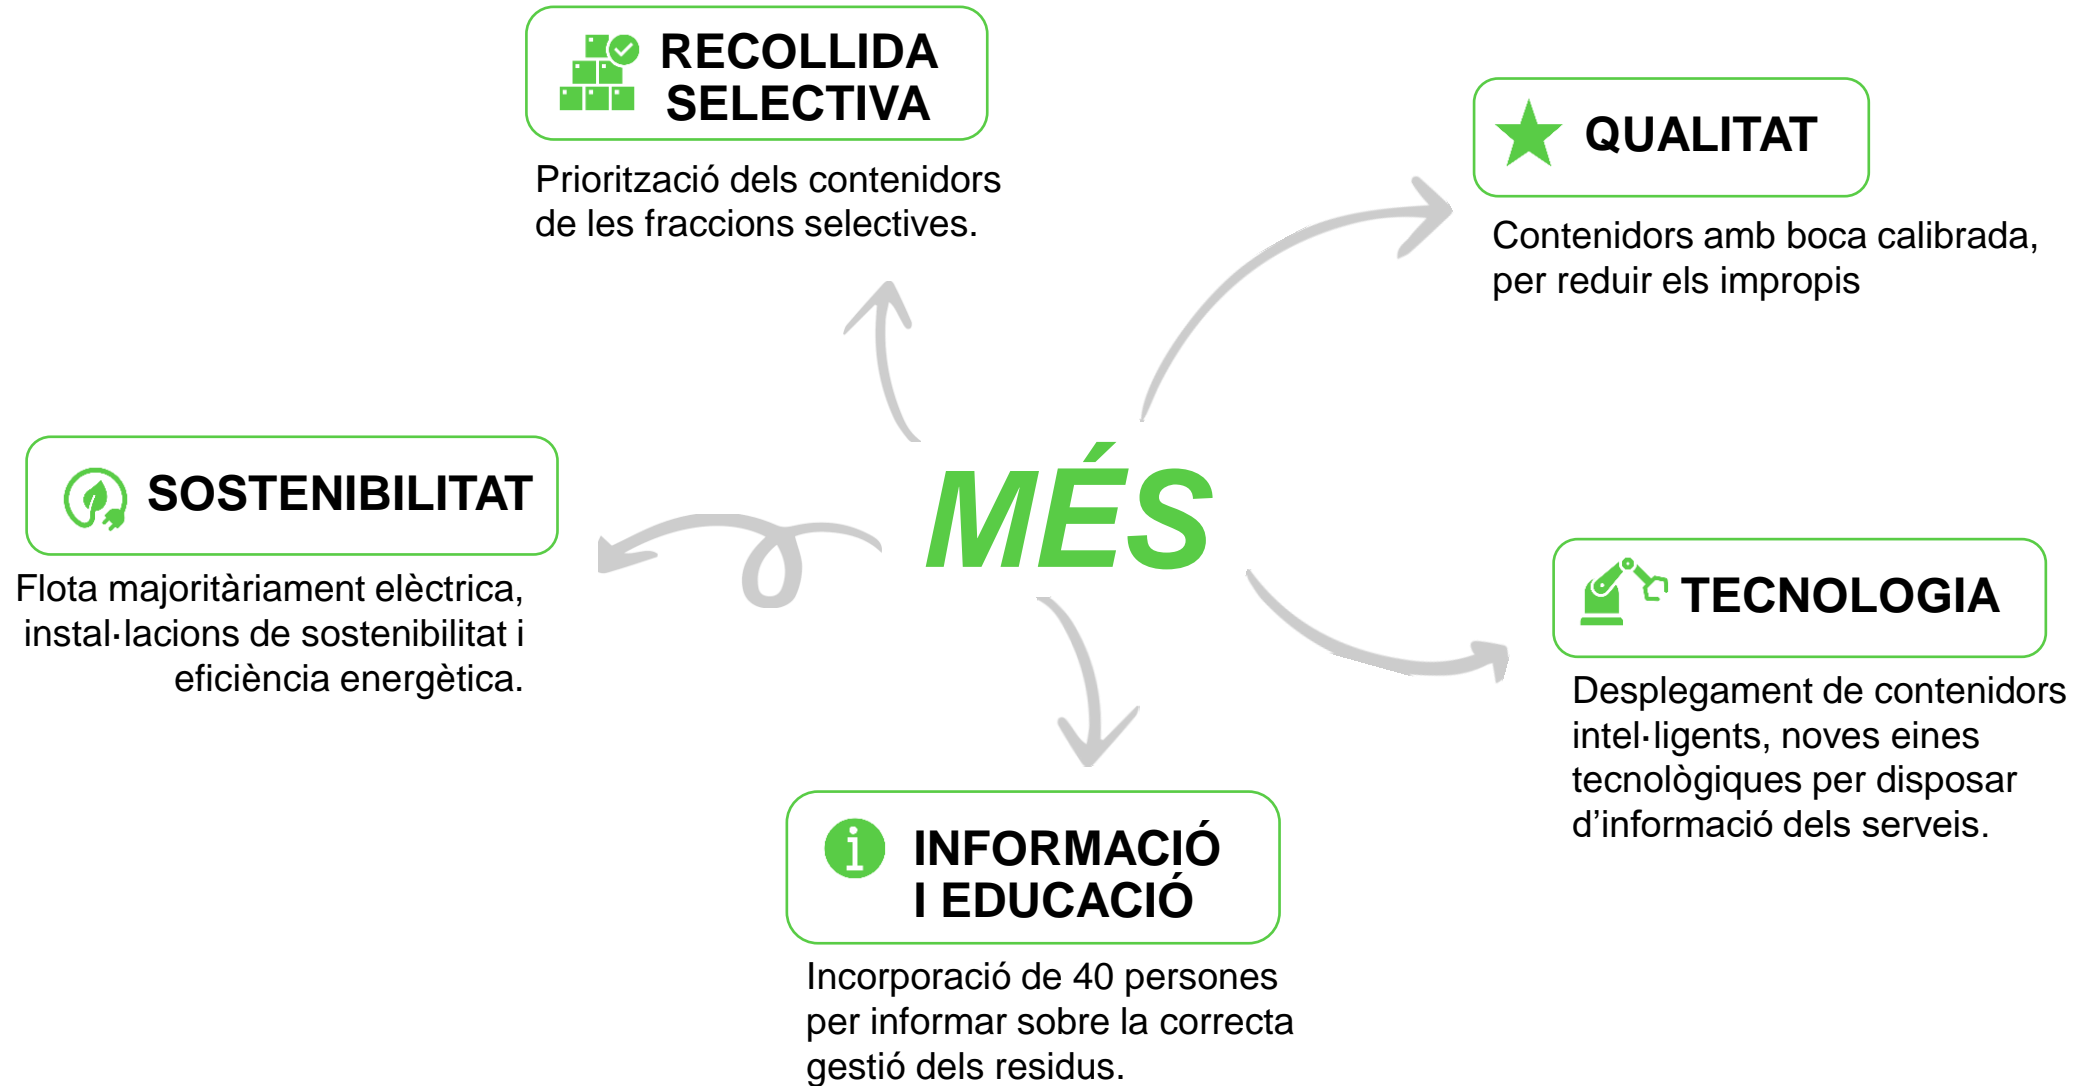 RECOLLIDA
SELECTIVA
Priorització dels contenidors
de les fraccions selectives.
QUALITAT
Contenidors amb boca calibrada,
per reduir els impropis
MÉS
SOSTENIBILITAT
Flota majoritàriament elèctrica,
instal·lacions de sostenibilitat i
eficiència energètica.
TECNOLOGIA
Desplegament de contenidors
intel·ligents, noves eines
tecnològiques per disposar
d’informació dels serveis.
INFORMACIÓ
I EDUCACIÓ
Incorporació de 40 persones
per informar sobre la correcta
gestió dels residus.